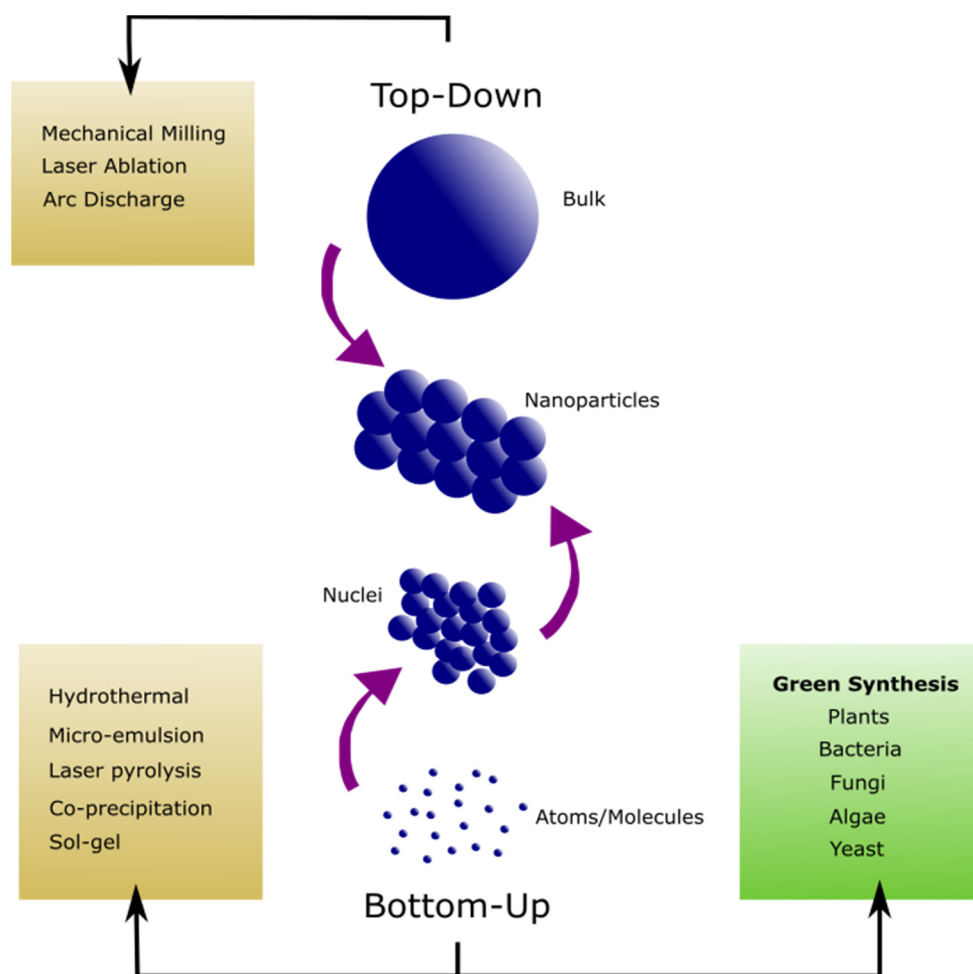 Top-Down
Mechanical Milling
Laser Ablation
Arc Discharge
Bulk
Nanoparticles
Nuclei
Hydrothermal
Micro-emulsion
Laser pyrolysis
Co-precipitation
Sol-gel
Atoms/Molecules
Green Synthesis
Plants
Bacteria
Fungi
Algae
Yeast
Bottom-Up